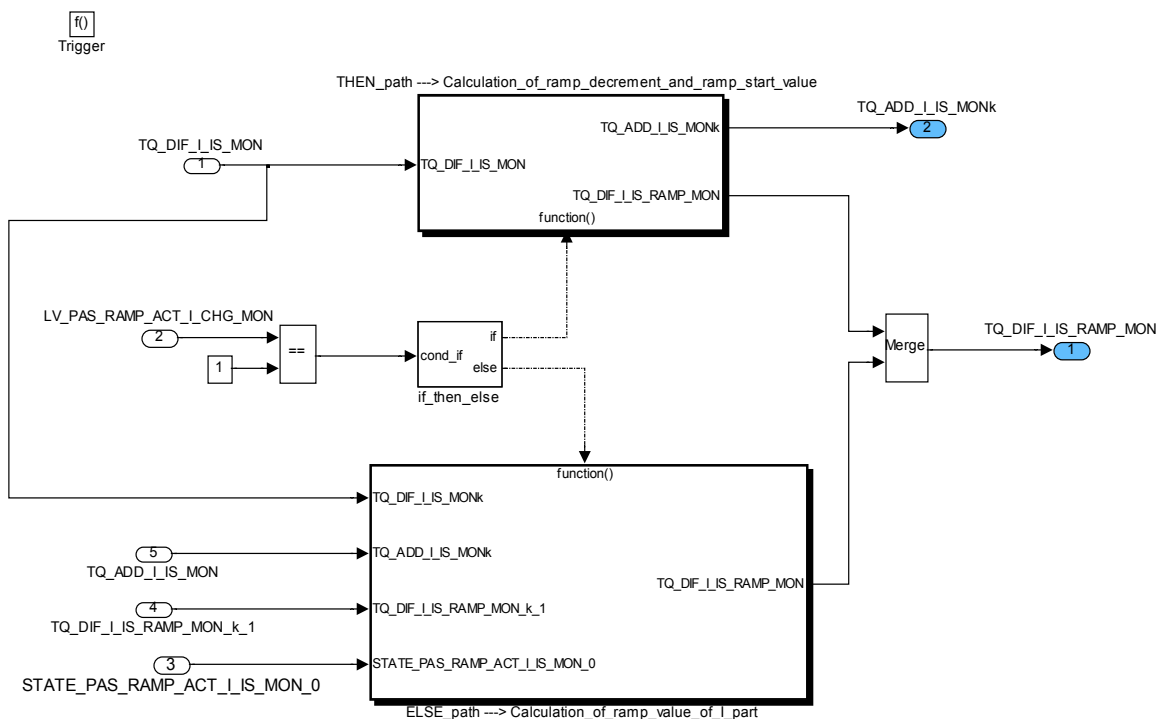 f()
Trigger
THEN_path ---> Calculation_of_ramp_decrement_and_ramp_start_value
TQ_ADD_I_IS_MONk
2
TQ_ADD_I_IS_MONk
TQ_DIF_I_IS_MON
1
TQ_DIF_I_IS_MON
TQ_DIF_I_IS_RAMP_MON
function()
LV_PAS_RAMP_ACT_I_CHG_MON
2
1
==
cond_if
if
else
if_then_else
Merge
TQ_DIF_I_IS_RAMP_MON
1
function()
TQ_DIF_I_IS_MONk
5
TQ_ADD_I_IS_MON
TQ_ADD_I_IS_MONk
TQ_DIF_I_IS_RAMP_MON
4
TQ_DIF_I_IS_RAMP_MON_k_1
TQ_DIF_I_IS_RAMP_MON_k_1
3
STATE_PAS_RAMP_ACT_I_IS_MON_0
STATE_PAS_RAMP_ACT_I_IS_MON_0
ELSE_path ---> Calculation_of_ramp_value_of_I_part